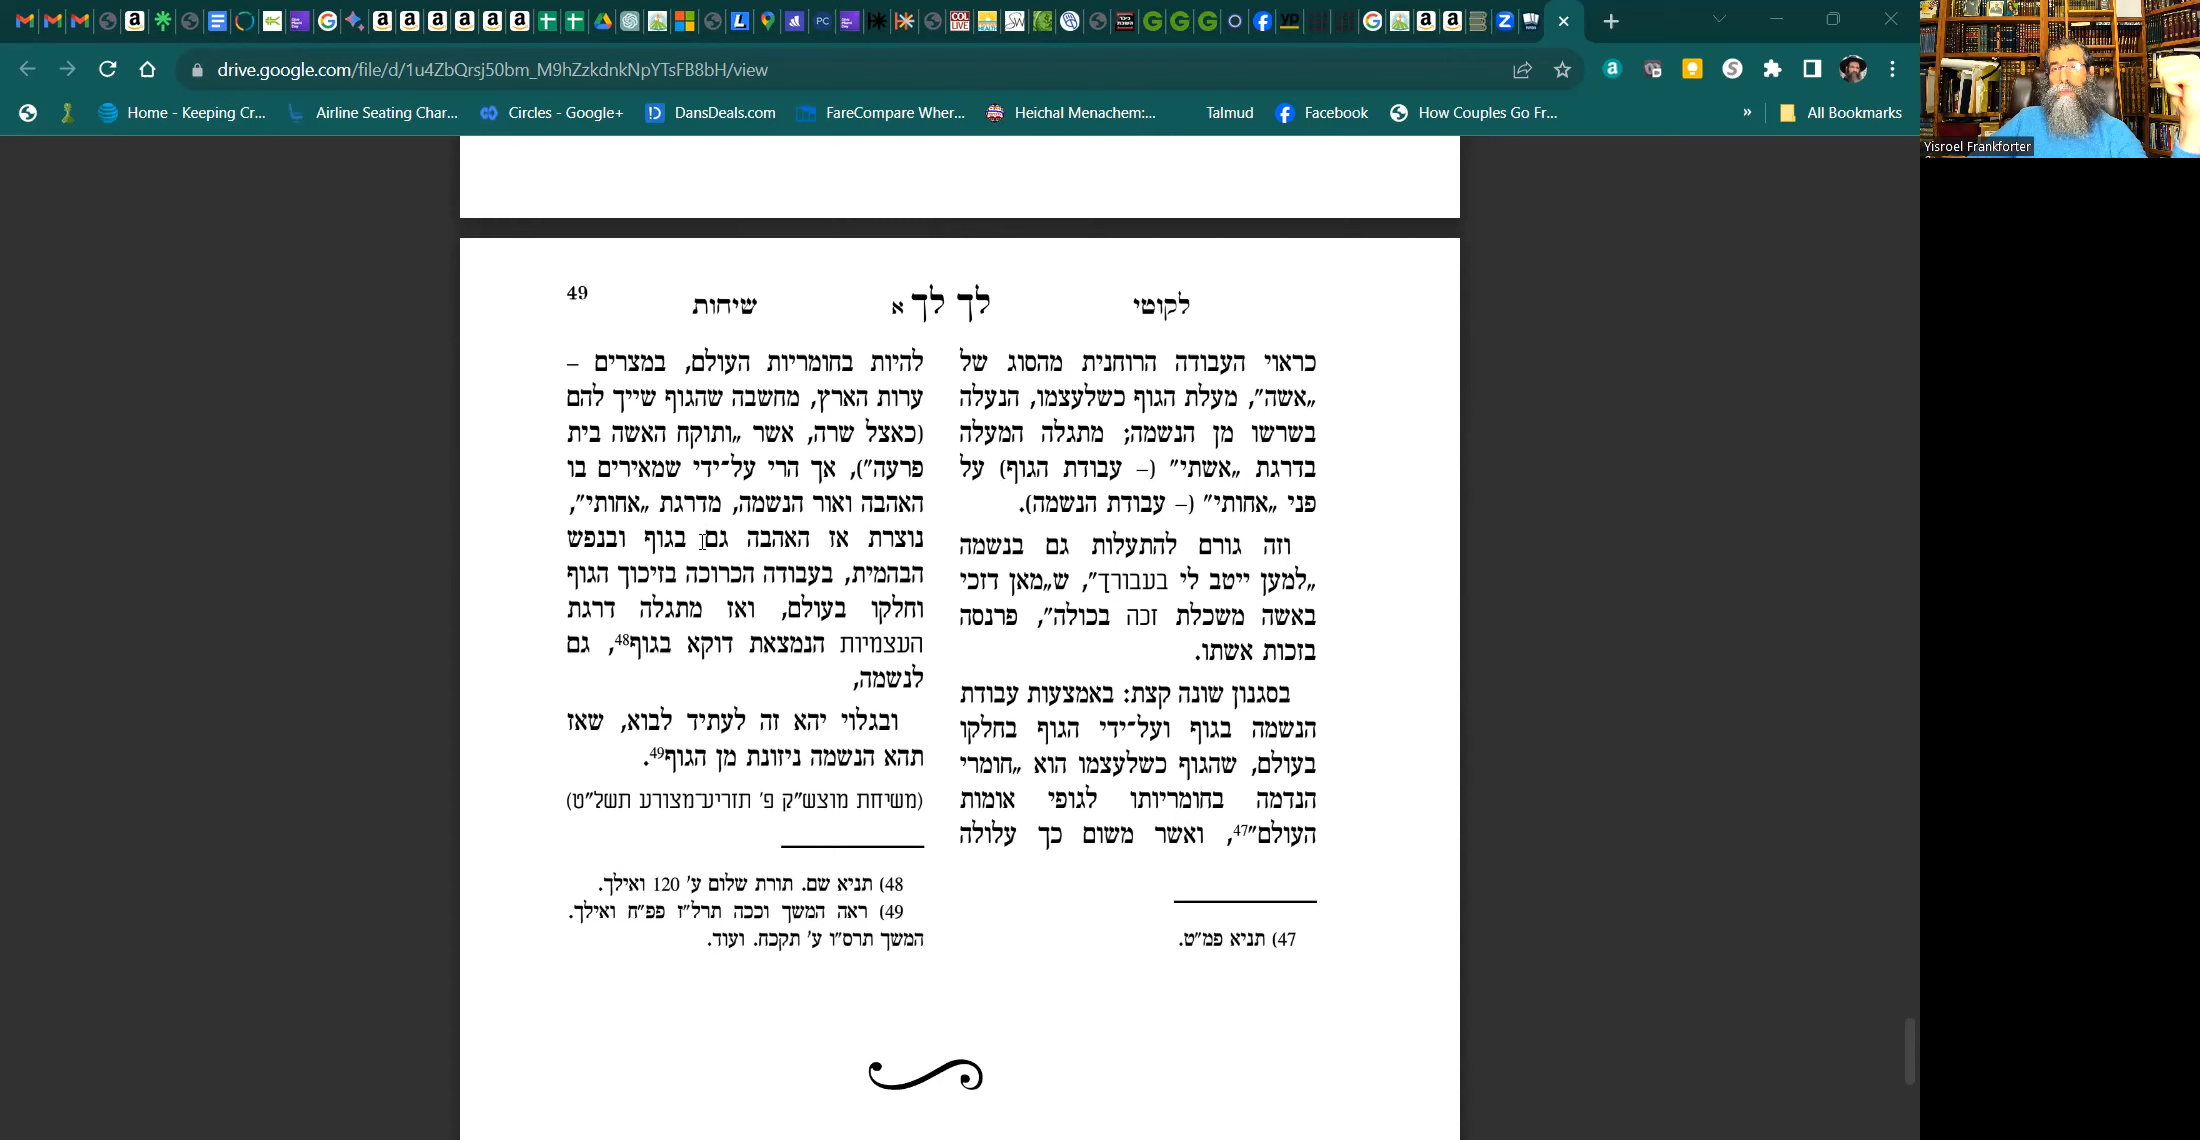 drive.google.com/file/d/1u4ZbQrsj50bm_M9hZzkdnkNpYTsFB8bH/view
Home - Keeping Cr...
Airline Seating Char...
Circles - Google+
DansDeals.com
FareCompare Wher...
Heichal Menachem:...
Talmud
Facebook
How Couples Go Fr...
»
All Bookmarks
Yisroel Frankforter
לקוטי לך לך א שיחות 49
כראוי העבודה הרוחנית מהסוג של
„אשה”, מעלת הגוף כשלעצמו, הנעלה
בשרשו מן הנשמה; מתגלה המעלה
בדרגת „אשתי” (– עבודת הגוף) על
פני „אחותי” (– עבודת הנשמה).
וזה גורם להתעלות גם בנשמה
„למען ייטב לי בעבורך”, ש„מאן דזכי
באשה משכלת זכה בכולה”, פרנסה
בזכות אשתו.
בסגנון שונה קצת: באמצעות עבודת
הנשמה בגוף ועל־ידי הגוף בחלקו
בעולם, שהגוף כשלעצמו הוא „חומרי
הנדמה בחומריותו לגופי אומות
העולם”47, ואשר משום כך עלולה
47) תניא פמ”ט.
להיות בחומריות העולם, במצרים –
ערות הארץ, מחשבה שהגוף שייך להם
(כאצל שרה, אשר „ותוקח האשה בית
פרעה”), אך הרי על־ידי שמאירים בו
האהבה ואור הנשמה, מדרגת „אחותי”,
נוצרת אז האהבה גם בגוף ובנפש
הבהמית, בעבודה הכרוכה בזיכוך הגוף
וחלקו בעולם, ואז מתגלה דרגת
העצמיות הנמצאת דוקא בגוף48, גם
לנשמה,
ובגלוי יהא זה לעתיד לבוא, שאז
תהא הנשמה ניזונת מן הגוף49.
(משיחת מוצש”ק פ’ תזריע־מצורע תשל”ט)
48) תניא שם. תורת שלום ע’ 120 ואילך.
49) ראה המשך וככה תרל”ז פפ”ח ואילך.
המשך תרס”ו ע’ תקכח. ועוד.